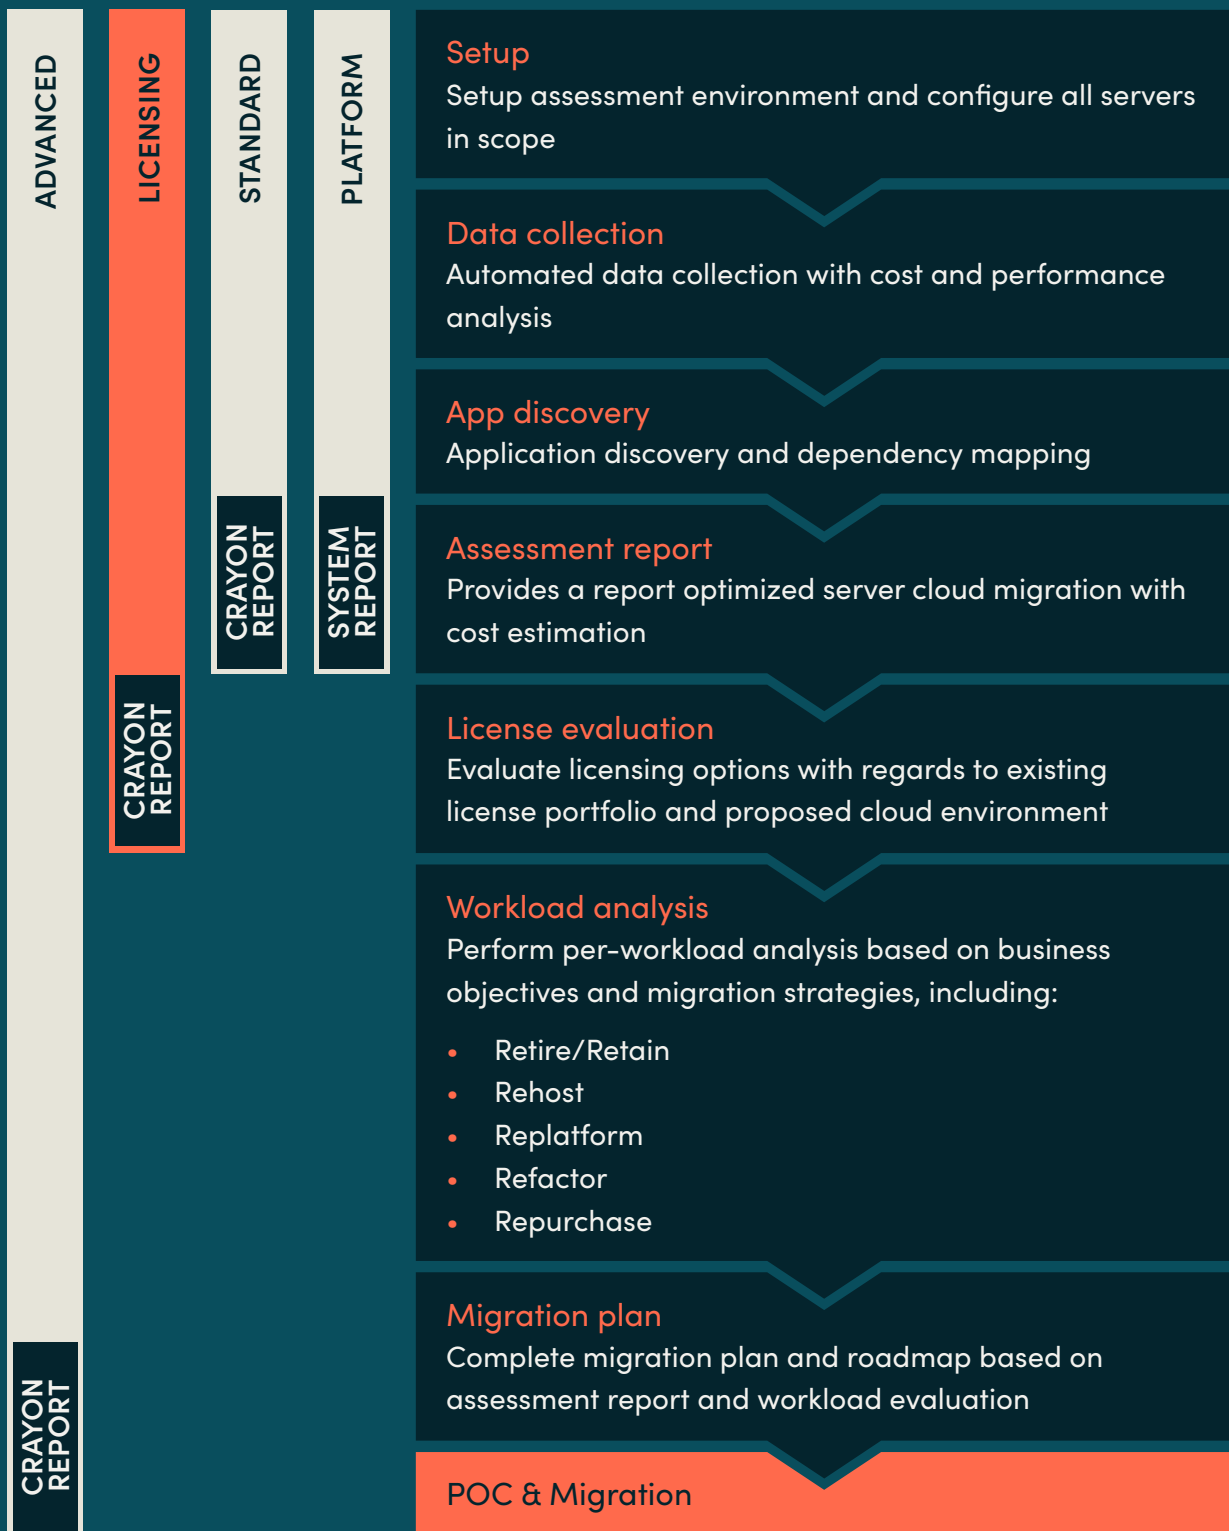 ADVANCED
LICENSING
STANDARD
PLATFORM
CRAYON
REPORT
SYSTEM
REPORT
CRAYON
REPORT
CRAYON
REPORT
Setup
Setup assessment environment and configure all servers
in scope
Data collection
Automated data collection with cost and performance
analysis
App discovery
Application discovery and dependency mapping
Assessment report
Provides a report optimized server cloud migration with
cost estimation
License evaluation
Evaluate licensing options with regards to existing
license portfolio and proposed cloud environment
Workload analysis
Perform per-workload analysis based on business
objectives and migration strategies, including:
• Retire/Retain
• Rehost
• Replatform
• Refactor
• Repurchase
Migration plan
Complete migration plan and roadmap based on
assessment report and workload evaluation
POC & Migration